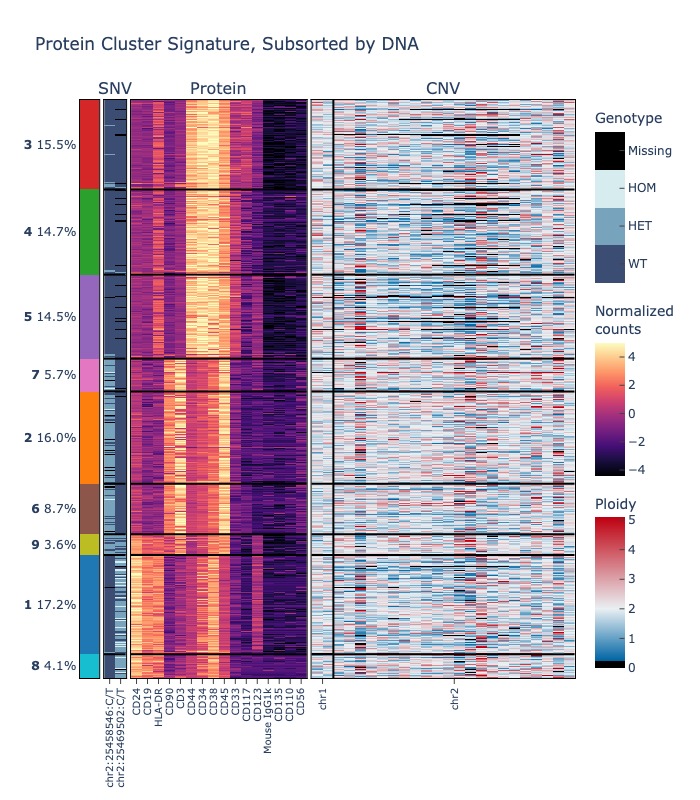 Protein Cluster Signature, Subsorted by DNA
SNV
Protein
CNV
3 15.5%
4 14.7%
5 14.5%
7 5.7%
2 16.0%
6 8.7%
9 3.6%
1 17.2%
8 4.1%
chr2:25458546:C/T
chr2:25469502:C/T
CD24
CD19
HLA-DR
CD90
CD3
CD44
CD34
CD38
CD45
CD33
CD117
CD123
Mouse IgG1k
CD135
CD110
CD56
chr1
chr2
Genotype
Missing
HOM
HET
WT
Normalized
counts
4
2
0
−2
−4
Ploidy
5
4
3
2
1
0